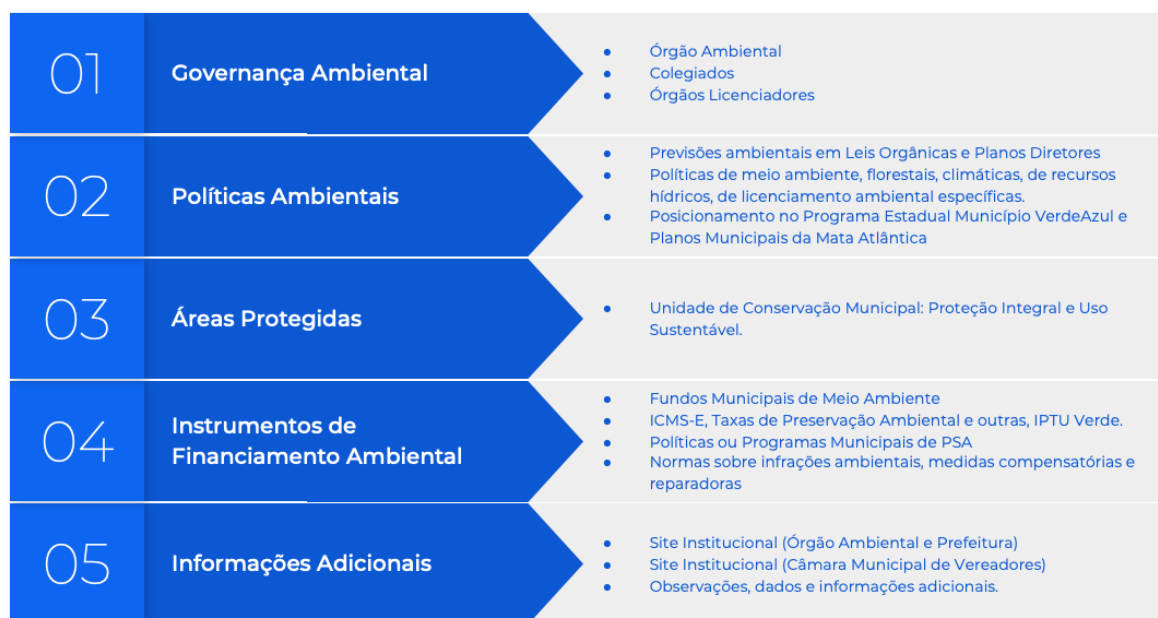 01
Governança Ambiental
● Órgão Ambiental
● Colegiados
● Órgãos Licenciadores
02
Políticas Ambientais
● Previsões ambientais em Leis Orgânicas e Planos Diretores
● Políticas de meio ambiente, florestais, climáticas, de recursos
hídricos, de licenciamento ambiental específicas.
● Posicionamento no Programa Estadual Município VerdeAzul e
Planos Municipais da Mata Atlântica
03
Áreas Protegidas
● Unidade de Conservação Municipal: Proteção Integral e Uso
Sustentável.
04
Instrumentos de
Financiamento Ambiental
● Fundos Municipais de Meio Ambiente
● ICMS-E, Taxas de Preservação Ambiental e outras, IPTU Verde.
● Políticas ou Programas Municipais de PSA
● Normas sobre infrações ambientais, medidas compensatórias e
reparadoras
05
Informações Adicionais
● Site Institucional (Órgão Ambiental e Prefeitura)
● Site Institucional (Câmara Municipal de Vereadores)
● Observações, dados e informações adicionais.